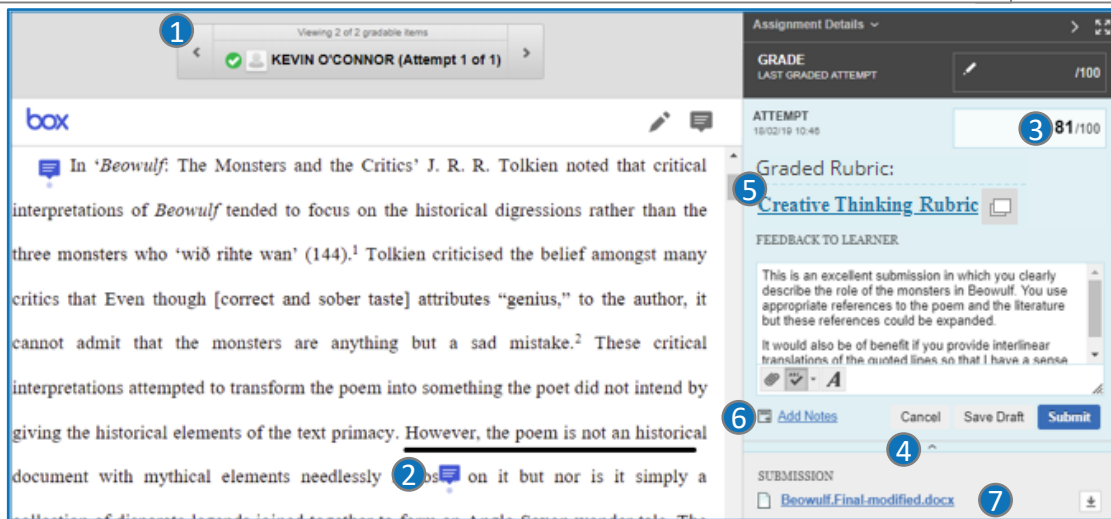 1
Viewing 2 of 2 gradable items
KEVIN O'CONNOR (Attempt 1 of 1)
box
In ‘Beowulf: The Monsters and the Critics’ J. R. R. Tolkien noted that critical
interpretations of Beowulf tended to focus on the historical digressions rather than the
three monsters who ‘wið rihte wan’ (144).1 Tolkien criticised the belief amongst many
critics that Even though [correct and sober taste] attributes “genius,” to the author, it
cannot admit that the monsters are anything but a sad mistake.2 These critical
interpretations attempted to transform the poem into something the poet did not intend by
giving the historical elements of the text primacy. However, the poem is not an historical
document with mythical elements needlessly 2 on it but nor is it simply a
Assignment Details
GRADE
LAST GRADED ATTEMPT
/100
ATTEMPT
18/02/19 10:46
3 81/100
Graded Rubric:
5
Creative Thinking Rubric
FEEDBACK TO LEARNER
This is an excellent submission in which you clearly
describe the role of the monsters in Beowulf. You use
appropriate references to the poem and the literature
but these references could be expanded.
It would also be of benefit if you provide interlinear
translations of the quoted lines so that I have a sense
A
6 Add Notes Cancel Save Draft Submit
4
SUBMISSION
Beowulf.Final-modified.docx 7